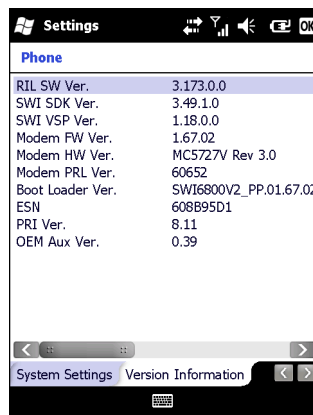 Settings
OK
Phone
RIL SW Ver. 3.173.0.0
SWI SDK Ver. 3.49.1.0
SWI VSP Ver. 1.18.0.0
Modem FW Ver. 1.67.02
Modem HW Ver. MC5727V Rev 3.0
Modem PRL Ver. 60652
Boot Loader Ver. SWI6800V2_PP.01.67.02
ESN 608B95D1
PRI Ver. 8.11
OEM Aux Ver. 0.39
System Settings Version Information